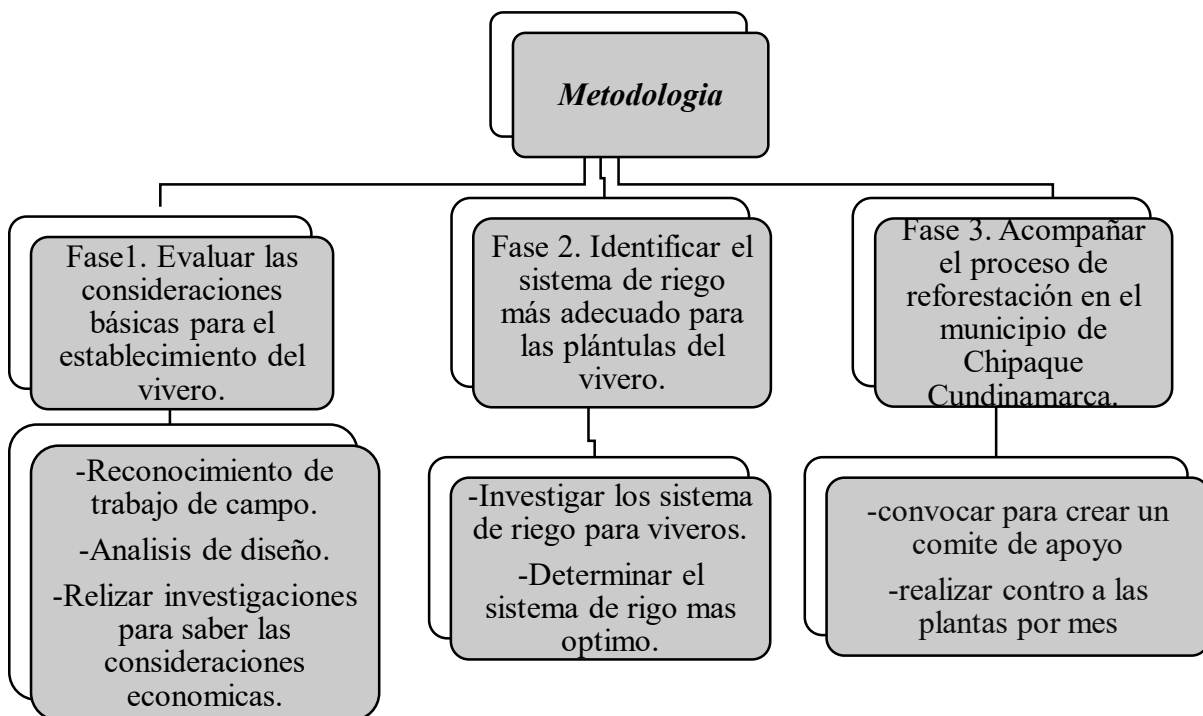 Metodologia
Fase1. Evaluar las
consideraciones
básicas para el
establecimiento del
vivero.
-Reconocimiento de
trabajo de campo.
-Analisis de diseño.
-Relizar investigaciones
para saber las
consideraciones
economicas.
Fase 2. Identificar el
sistema de riego
más adecuado para
las plántulas del
vivero.
-Investigar los sistema
de riego para viveros.
-Determinar el
sistema de rigo mas
optimo.
Fase 3. Acompañar
el proceso de
reforestación en el
municipio de
Chipaque
Cundinamarca.
-convocar para crear un
comite de apoyo
-realizar contro a las
plantas por mes